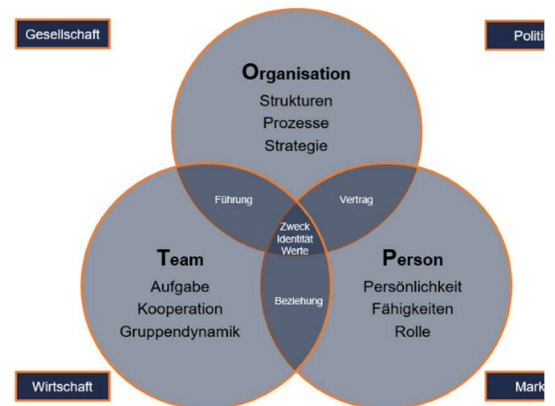 Gesellschaft
Politi
Organisation
Strukturen
Prozesse
Strategie
Führung
Vertrag
Zweck
Identität
Werte
Team
Aufgabe
Kooperation
Gruppendynamik
Beziehung
Person
Persönlichkeit
Fähigkeiten
Rolle
Wirtschaft
Mark